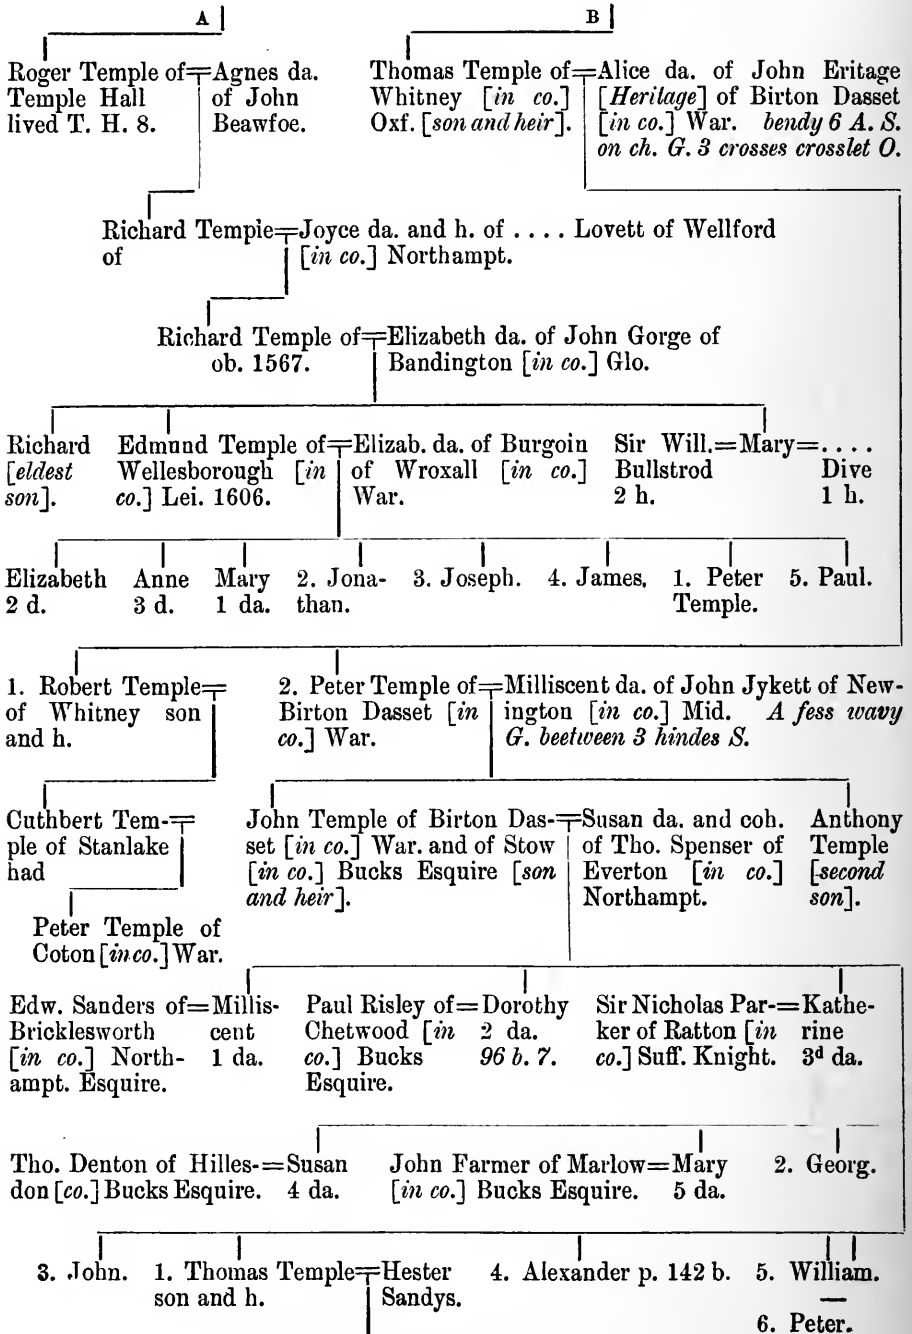 A B
Roger Temple of=Agnes da. Thomas Temple of=Alice da. of John Eritage
Temple Hall of John Whitney [in co.] [Heritage] of Birton Dasset
lived T. H. 8. Beawfoe. Oxf. [son and heir]. [in co.] War. bendy 6 A. S.
on ch. G. 3 crosses crosslet O.
Richard Temple=Joyce da. and h. of .... Lovett of Wellford
of [in co.] Northampt.
Richard Temple of=Elizabeth da. of John Gorge of
ob. 1567. Bandington [in co.] Glo.
Richard Edmund Temple of=Elizab. da. of Burgoin Sir Will.=Mary=....
[eldest Wellesborough [in of Wroxall [in co.] Bullstrod Dive
son]. co.] Lei. 1606. War. 2 h. 1 h.
Elizabeth Anne Mary 2. Jona- 3. Joseph. 4. James. 1. Peter 5. Paul.
2 d. 3 d. 1 da. than. Temple.
1. Robert Temple= 2. Peter Temple of=Milliscent da. of John Jykett of New-
of Whitney son Birton Dasset [in ington [in co.] Mid. A fess wavy
and h. co.] War. G. beetween 3 hindes S.
Cuthbert Tem-= John Temple of Birton Das-=Susan da. and coh. Anthony
ple of Stanlake set [in co.] War. and of Stow of Tho. Spenser of Temple
had [in co.] Bucks Esquire [son Everton [in co.] [second
and heir]. Northampt. son].
Peter Temple of
Coton [in co.] War.
Edw. Sanders of=Millis- Paul Risley of=Dorothy Sir Nicholas Par-=Kathe-
Bricklesworth cent Chetwood [in 2 da. ker of Ratton [in rine
[in co.] North- 1 da. co.] Bucks 96 b. 7. co.] Suff. Knight. 3d da.
ampt. Esquire. Esquire.
Tho. Denton of Hilles-=Susan John Farmer of Marlow=Mary 2. Georg.
don [co.] Bucks Esquire. 4 da. [in co.] Bucks Esquire. 5 da.
3. John. 1. Thomas Temple=Hester 4. Alexander p. 142 b. 5. William.
son and h. Sandys. —
6. Peter.